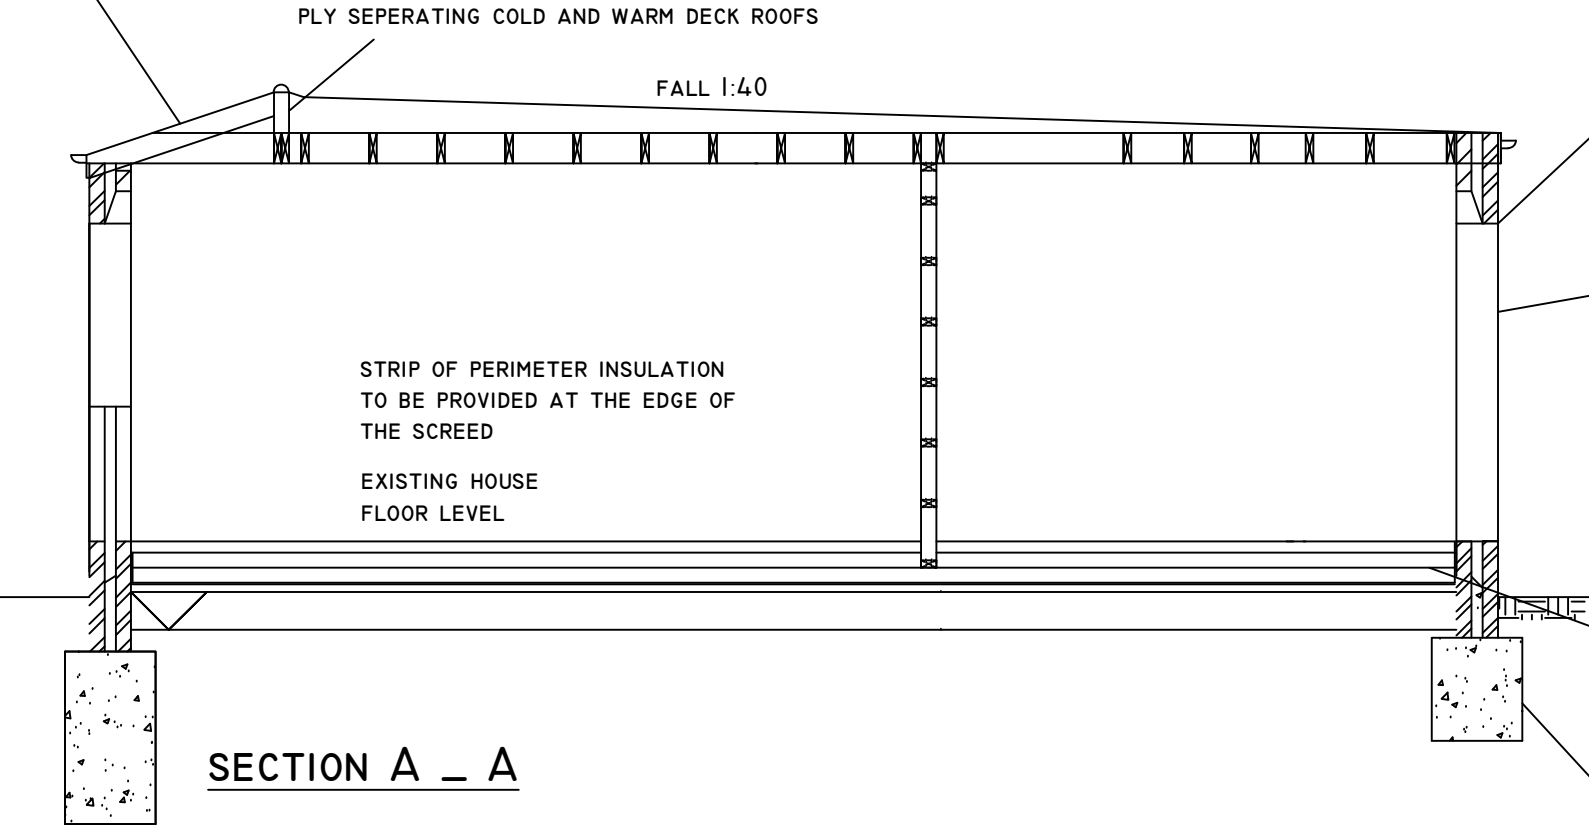 PLY SEPERATING COLD AND WARM DECK ROOFS
FALL 1:40
STRIP OF PERIMETER INSULATION
TO BE PROVIDED AT THE EDGE OF
THE SCREED
EXISTING HOUSE
FLOOR LEVEL
SECTION A _ A